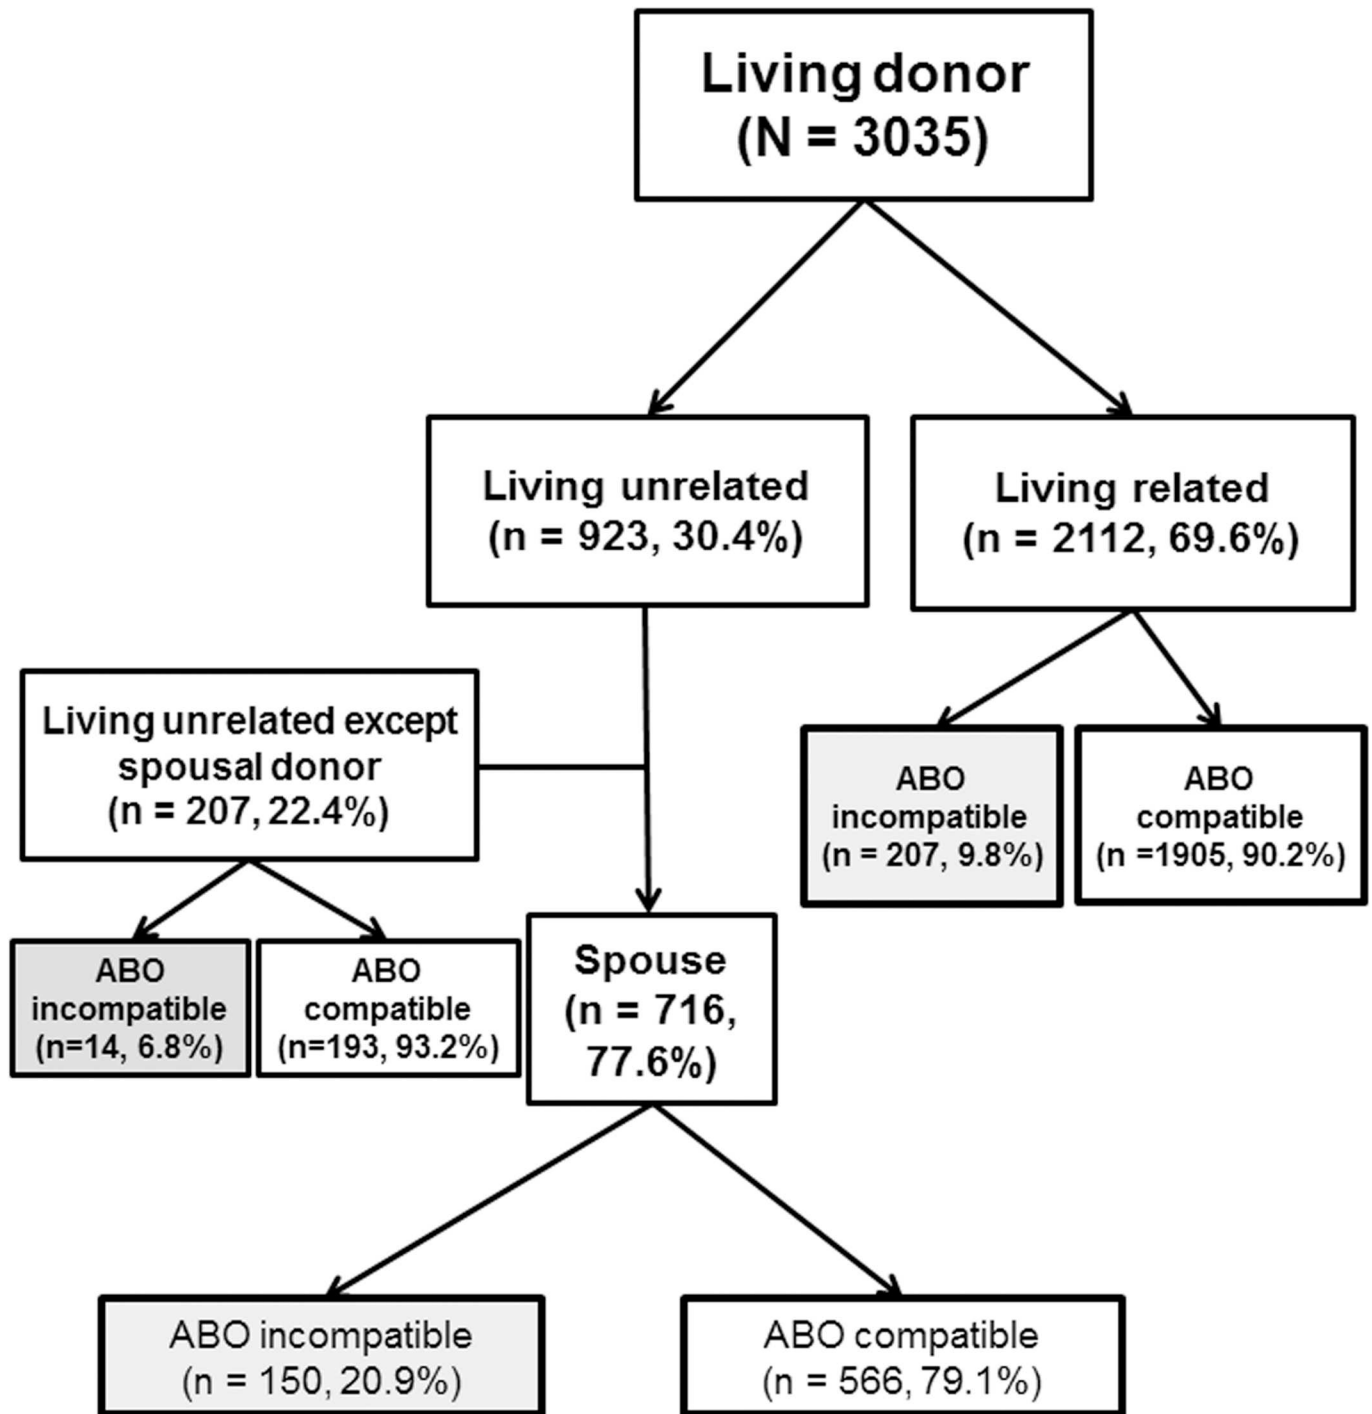 Living donor
(N = 3035)
Living unrelated
(n = 923, 30.4%)
Living related
(n = 2112, 69.6%)
Living unrelated except
spousal donor
(n = 207, 22.4%)
ABO
incompatible
(n = 207, 9.8%)
ABO
compatible
(n =1905, 90.2%)
ABO
incompatible
(n=14, 6.8%)
ABO
compatible
(n=193, 93.2%)
Spouse
(n = 716,
77.6%)
ABO incompatible
(n = 150, 20.9%)
ABO compatible
(n = 566, 79.1%)